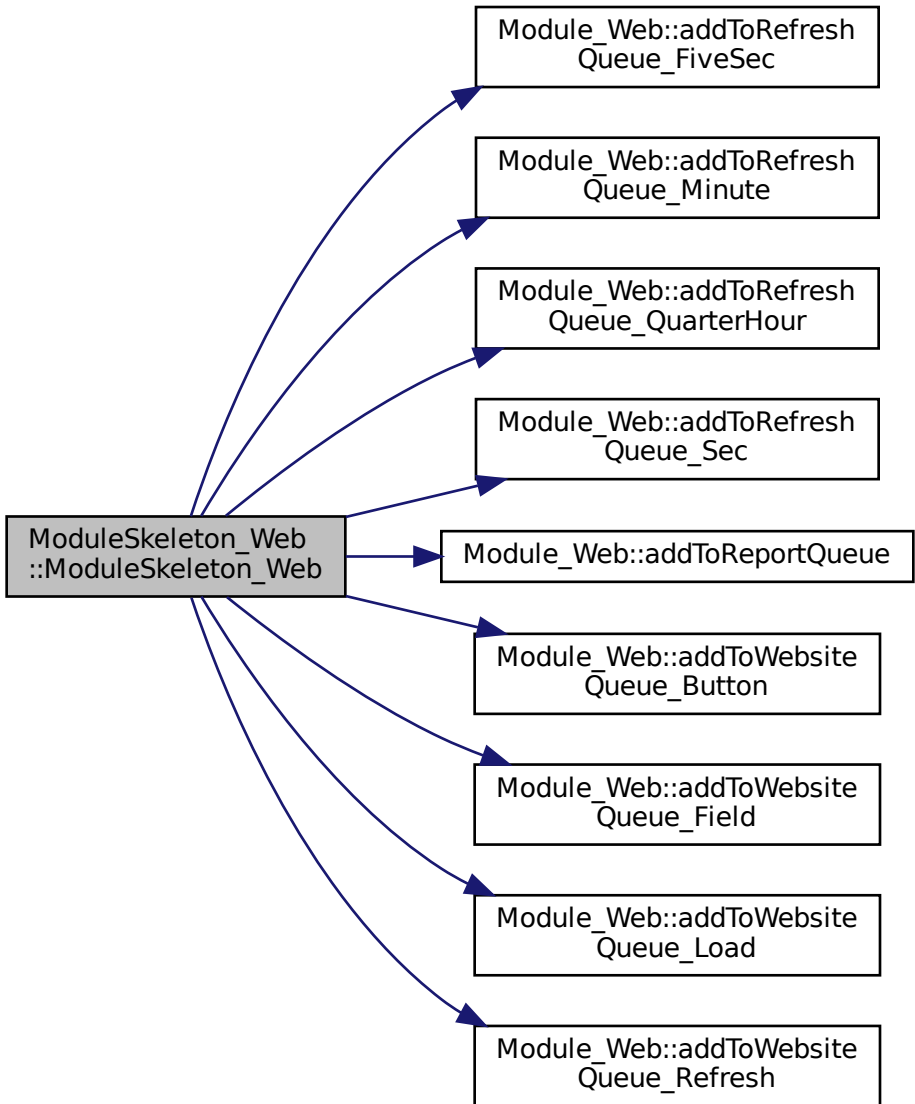 Module_Web::addToRefresh
Queue_FiveSec
Module_Web::addToRefresh
Queue_Minute
Module_Web::addToRefresh
Queue_QuarterHour
Module_Web::addToRefresh
Queue_Sec
ModuleSkeleton_Web
::ModuleSkeleton_Web
Module_Web::addToReportQueue
Module_Web::addToWebsite
Queue_Button
Module_Web::addToWebsite
Queue_Field
Module_Web::addToWebsite
Queue_Load
Module_Web::addToWebsite
Queue_Refresh